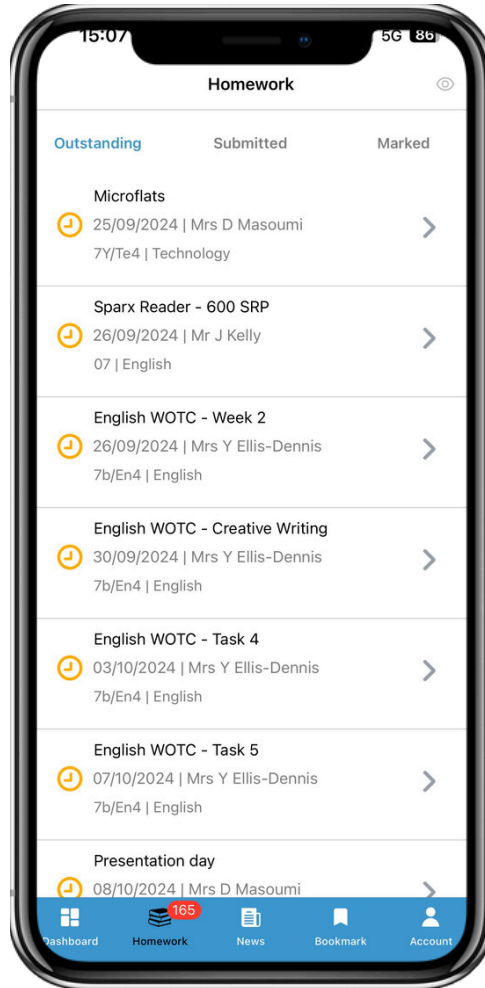 15:07 5G 86
Homework
Outstanding Submitted Marked
Microflats
25/09/2024 | Mrs D Masoumi
7Y/Te4 | Technology
Sparx Reader - 600 SRP
26/09/2024 | Mr J Kelly
07 | English
English WOTC - Week 2
26/09/2024 | Mrs Y Ellis-Dennis
7b/En4 | English
English WOTC - Creative Writing
30/09/2024 | Mrs Y Ellis-Dennis
7b/En4 | English
English WOTC - Task 4
03/10/2024 | Mrs Y Ellis-Dennis
7b/En4 | English
English WOTC - Task 5
07/10/2024 | Mrs Y Ellis-Dennis
7b/En4 | English
Presentation day
08/10/2024 | Mrs D Masoumi
165
Dashboard Homework News Bookmark Account